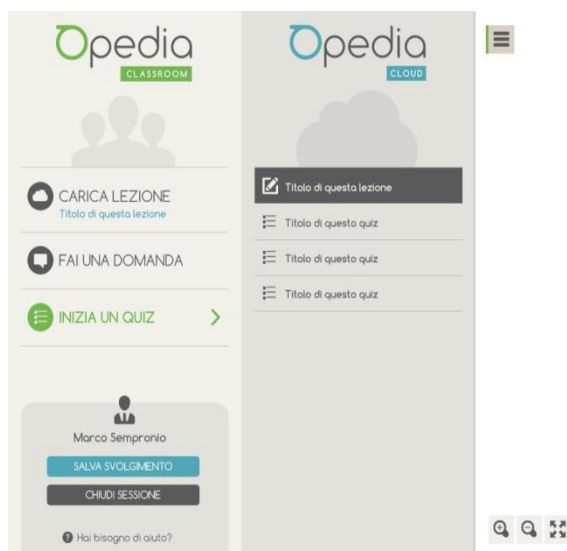 Opedia
CLASSROOM
CARICA LEZIONE
Titolo di questa lezione
FAI UNA DOMANDA
INIZIA UN QUIZ
Marco Sempronio
SALVA SVOLGIMENTO
CHIUDI SESSIONE
Hai bisogno di aiuto?
Opedia
CLOUD
Titolo di questa lezione
Titolo di questo quiz
Titolo di questo quiz
Titolo di questo quiz